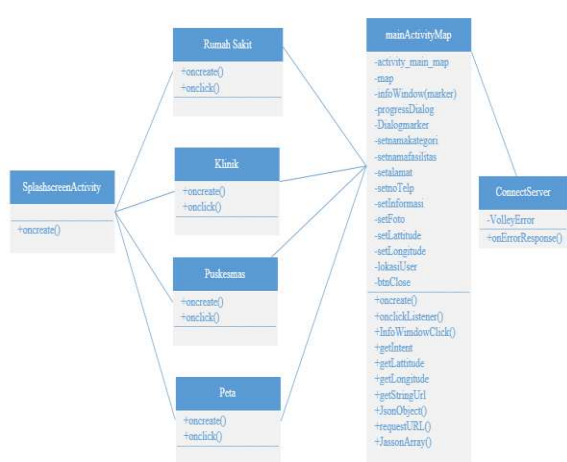 SplashscreenActivity
+oncreate()
Rumah Sakit
+oncreate()
+onclick()
Klinik
+oncreate()
+onclick()
Puskesmas
+oncreate()
+onclick()
Peta
+oncreate()
+onclick()
mainActivityMap
-activity_main_map
-map
-infoWindow(marker)
-progressDialog
-Dialogmarker
-setnamakategori
-setnamafasilitas
-setalamat
-setnoTelp
-setInformasi
-setFoto
-setLattitude
-setLongitude
-lokasiUser
-btnClose
+oncreate()
+onclickListener()
+InfoWimdowClick()
+getIntent
+getLattitude
+getLongitude
+getStringUrl
+JsonObject()
+requestURL()
+JassonArray()
ConnectServer
-VolleyError
+onErrorResponse()